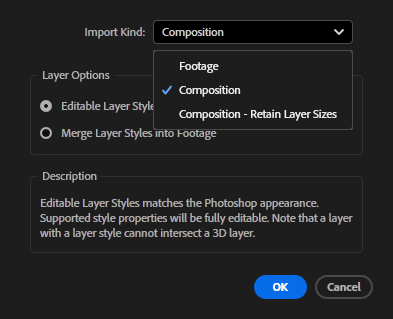 Import Kind: Composition
Footage
Layer Options
Composition
Editable Layer Style
Composition - Retain Layer Sizes
Merge Layer Styles into Footage
Description
Editable Layer Styles matches the Photoshop appearance.
Supported style properties will be fully editable. Note that a layer
with a layer style cannot intersect a 3D layer.
OK Cancel